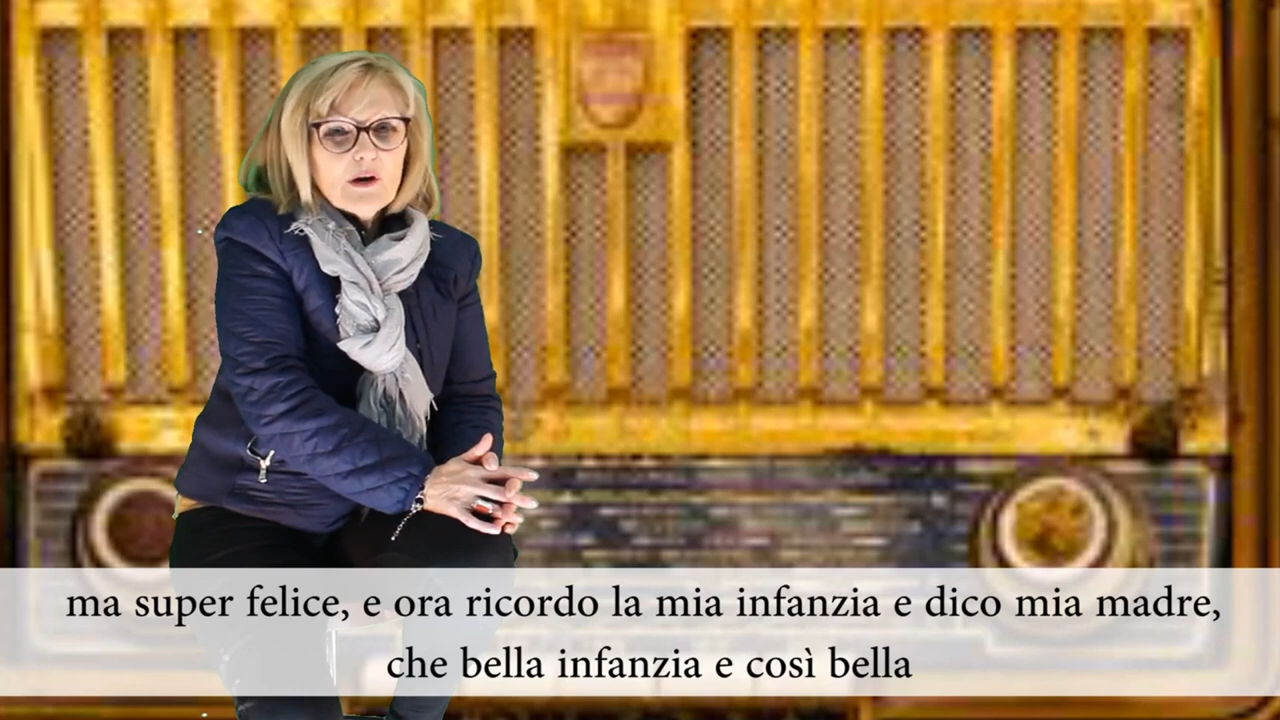 ma super felice, e ora ricordo la mia infanzia e dico mia madre,
che bella infanzia e così bella